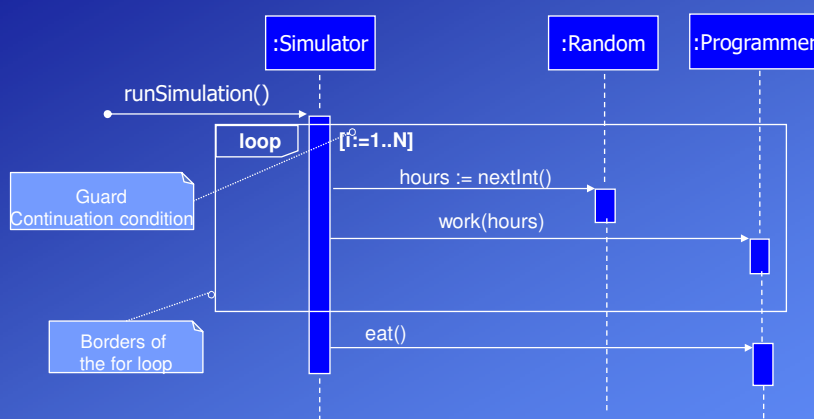 :Simulator
:Random
:Programmer
runSimulation()
loop
[i:=1..N]
Guard
Continuation condition
hours := nextInt()
work(hours)
Borders of
the for loop
eat()